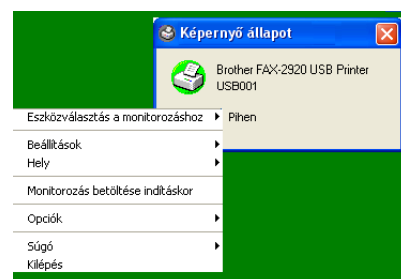 Képernyő állapot
Brother FAX-2920 USB Printer
USB001
Pihen
Eszközválasztás a monitorozáshoz
Beállítások
Hely
Monitorozás betöltése indításkor
Opciók
Súgó
Kilépés